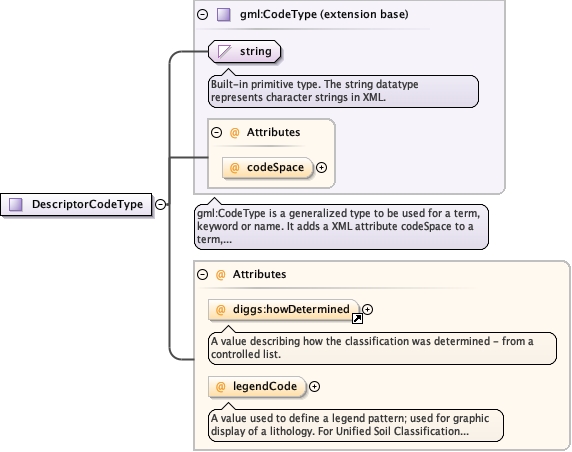 gml:CodeType (extension base)
string
Built-in primitive type. The string datatype
represents character strings in XML.
@ Attributes
@ codeSpace
DescriptorCodeType
gml:CodeType is a generalized type to be used for a term,
keyword or name. It adds a XML attribute codeSpace to a
term,...
@ Attributes
@ diggs:howDetermined
A value describing how the classification was determined - from a
controlled list.
@ legendCode
A value used to define a legend pattern; used for graphic
display of a lithology. For Unified Soil Classification...